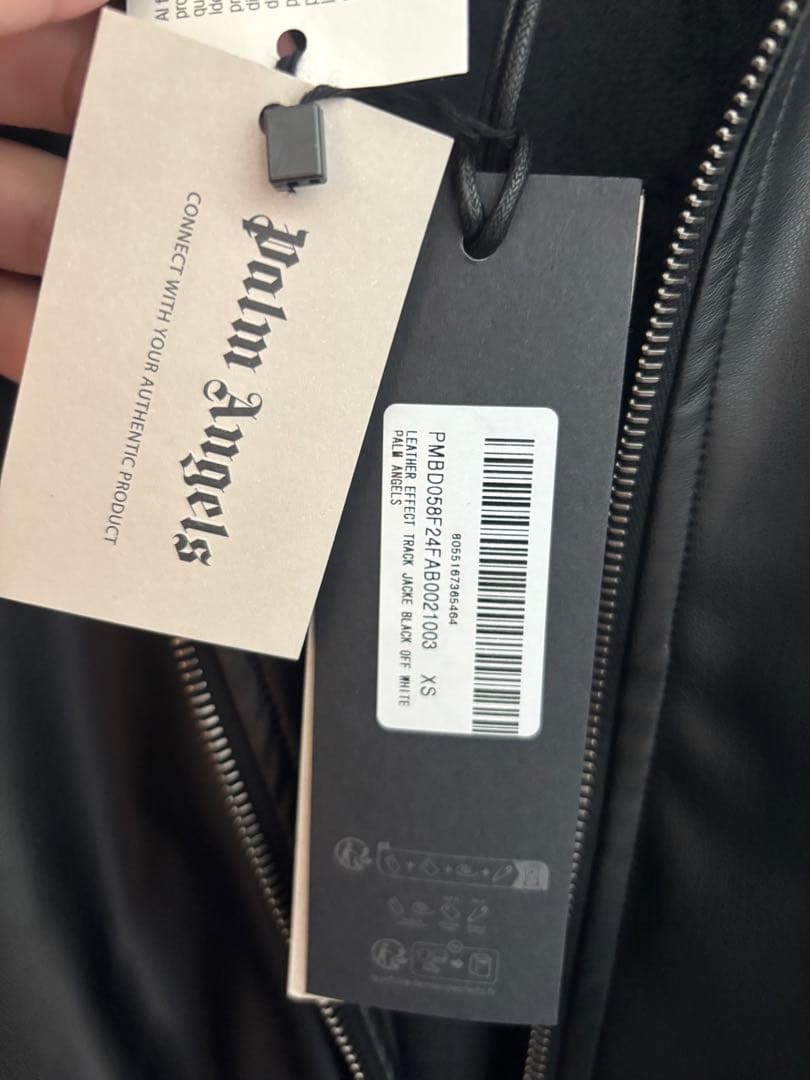 Palm Angels
CONNECT WITH YOUR AUTHENTIC PRODUCT
8055167365464
PMBD058F24FAB0021003 XS
LEATHER EFFECT TRACK JACKE BLACK OFF WHITE
PALM ANGELS